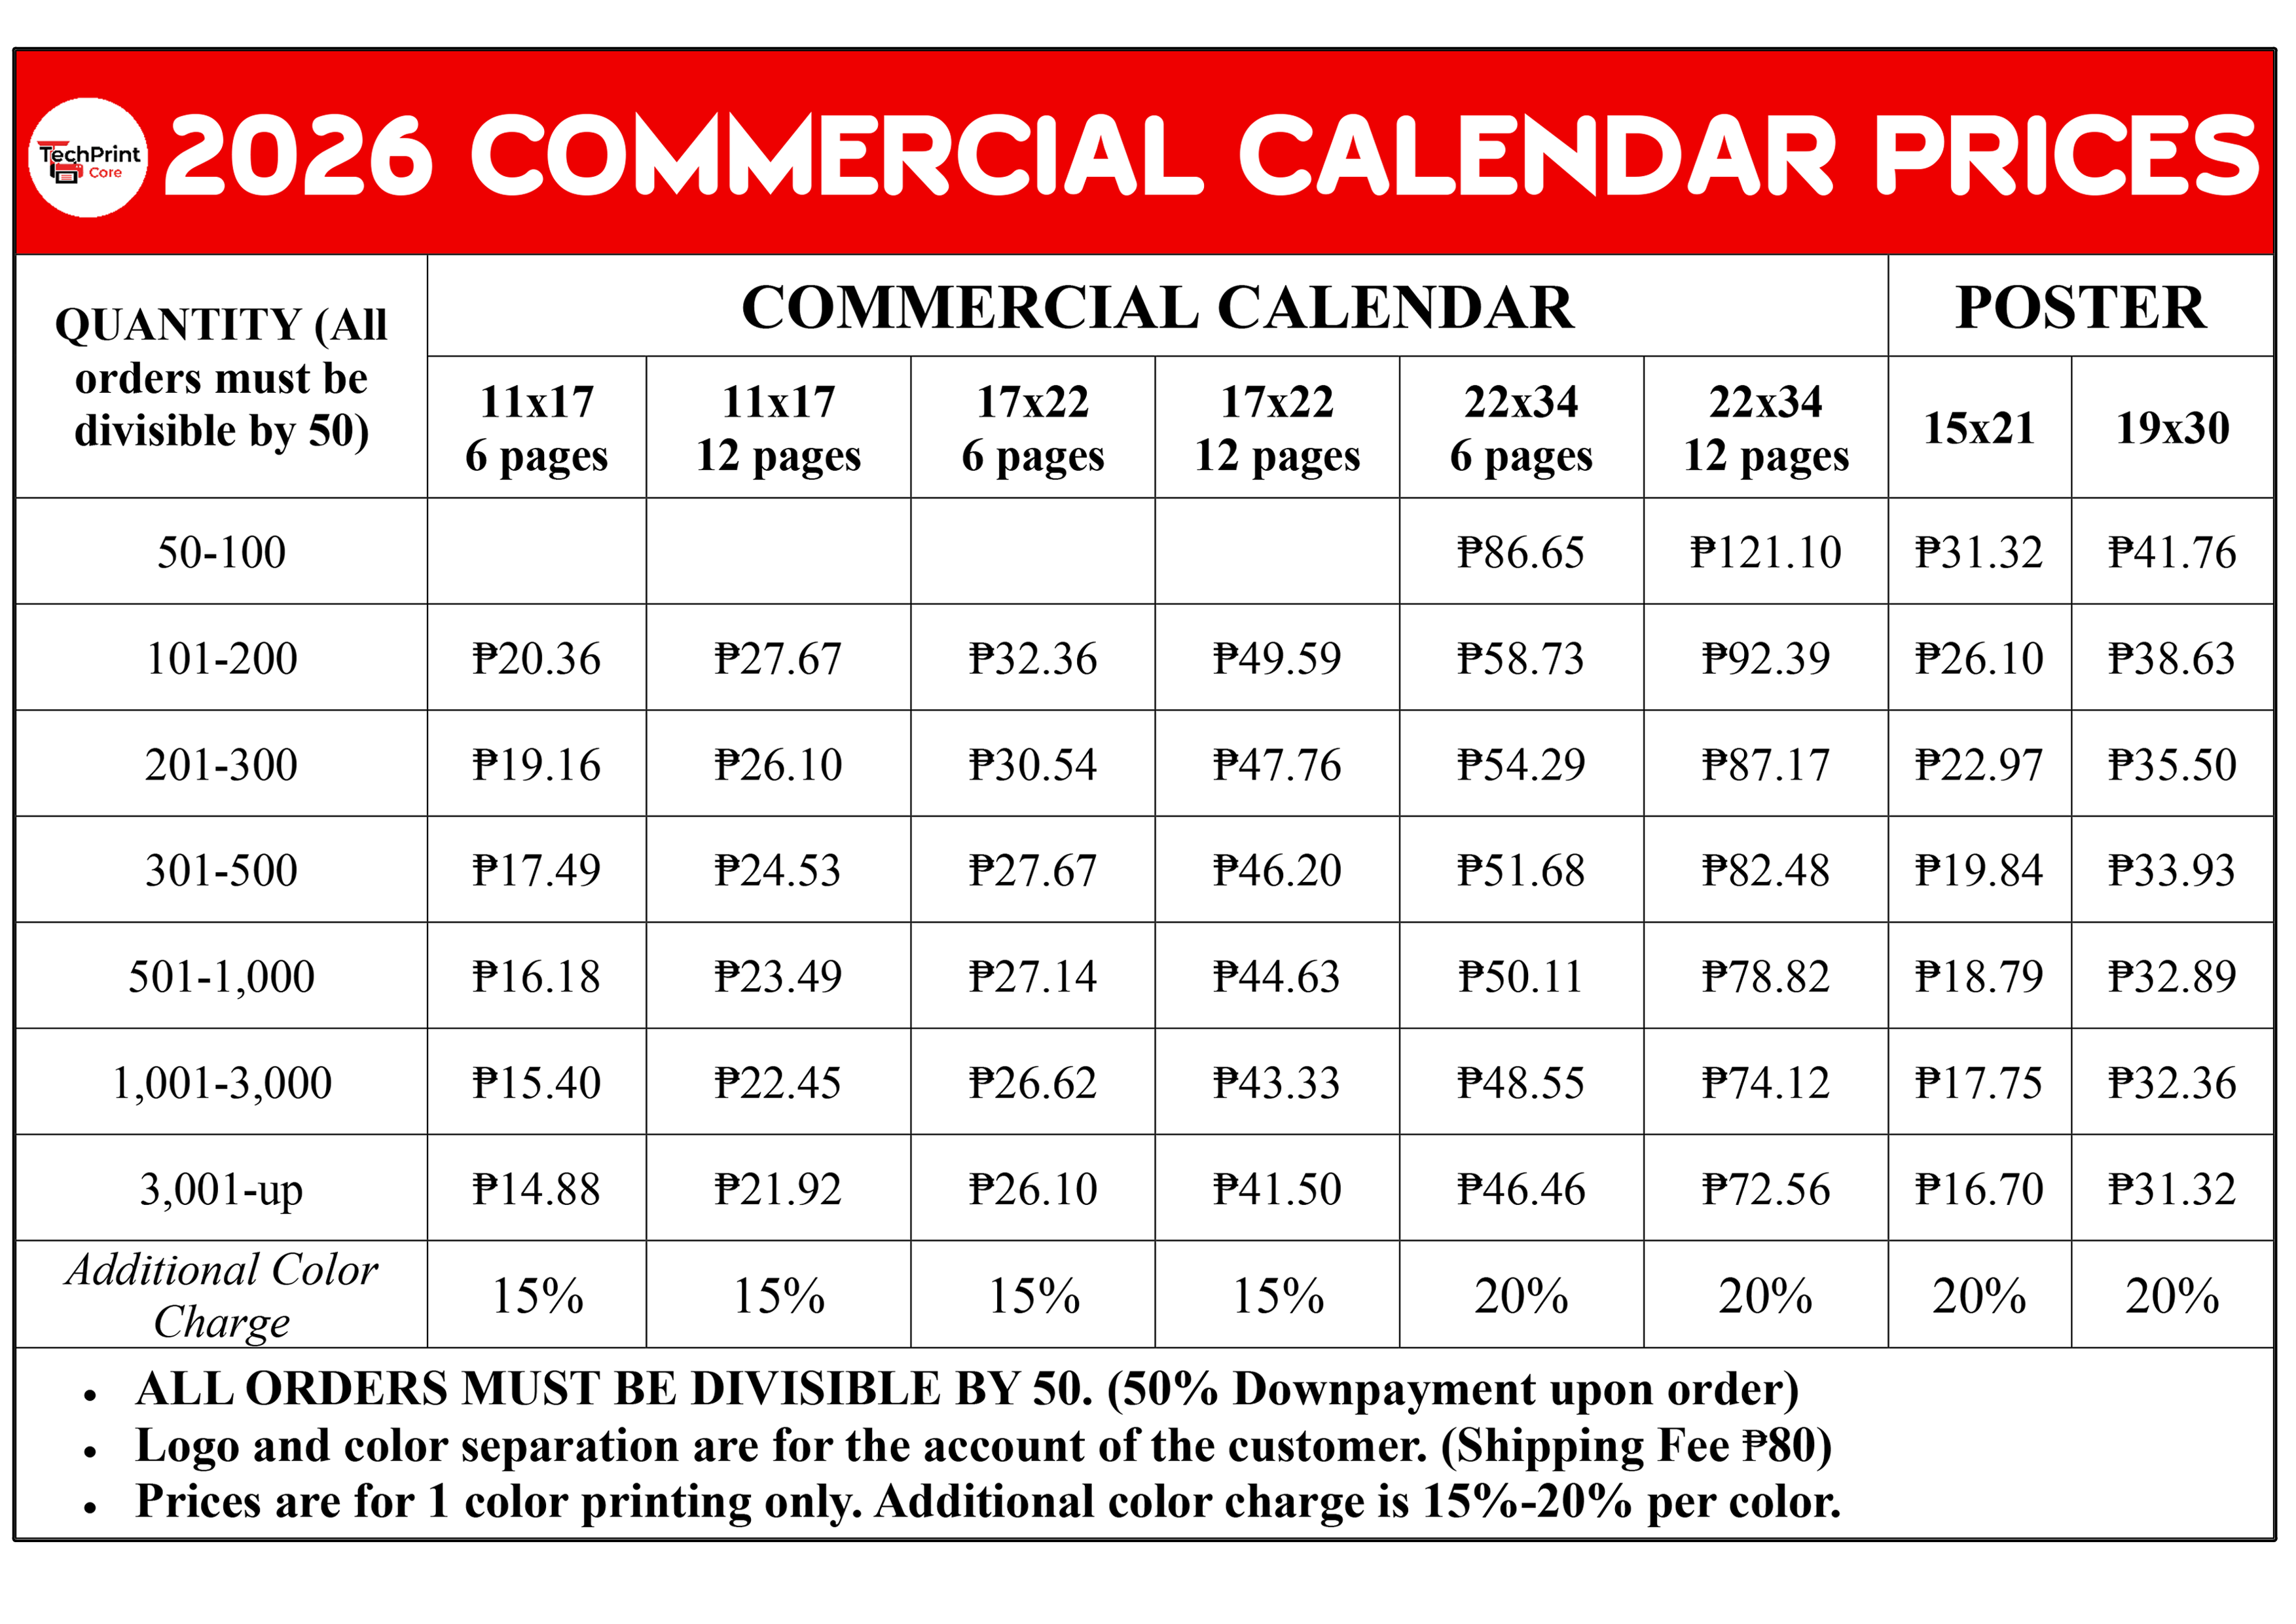 TechPrint
Core
2026 COMMERCIAL CALENDAR PRICES
QUANTITY (All
orders must be
divisible by 50)
COMMERCIAL CALENDAR
POSTER
11x17
6 pages
11x17
12 pages
17x22
6 pages
17x22
12 pages
22x34
6 pages
22x34
12 pages
15x21
19x30
50-100 ₱86.65 ₱121.10 ₱31.32 ₱41.76
101-200 ₱20.36 ₱27.67 ₱32.36 ₱49.59 ₱58.73 ₱92.39 ₱26.10 ₱38.63
201-300 ₱19.16 ₱26.10 ₱30.54 ₱47.76 ₱54.29 ₱87.17 ₱22.97 ₱35.50
301-500 ₱17.49 ₱24.53 ₱27.67 ₱46.20 ₱51.68 ₱82.48 ₱19.84 ₱33.93
501-1,000 ₱16.18 ₱23.49 ₱27.14 ₱44.63 ₱50.11 ₱78.82 ₱18.79 ₱32.89
1,001-3,000 ₱15.40 ₱22.45 ₱26.62 ₱43.33 ₱48.55 ₱74.12 ₱17.75 ₱32.36
3,001-up ₱14.88 ₱21.92 ₱26.10 ₱41.50 ₱46.46 ₱72.56 ₱16.70 ₱31.32
Additional Color
Charge
15% 15% 15% 15% 20% 20% 20% 20%
• ALL ORDERS MUST BE DIVISIBLE BY 50. (50% Downpayment upon order)
• Logo and color separation are for the account of the customer. (Shipping Fee ₱80)
• Prices are for 1 color printing only. Additional color charge is 15%-20% per color.